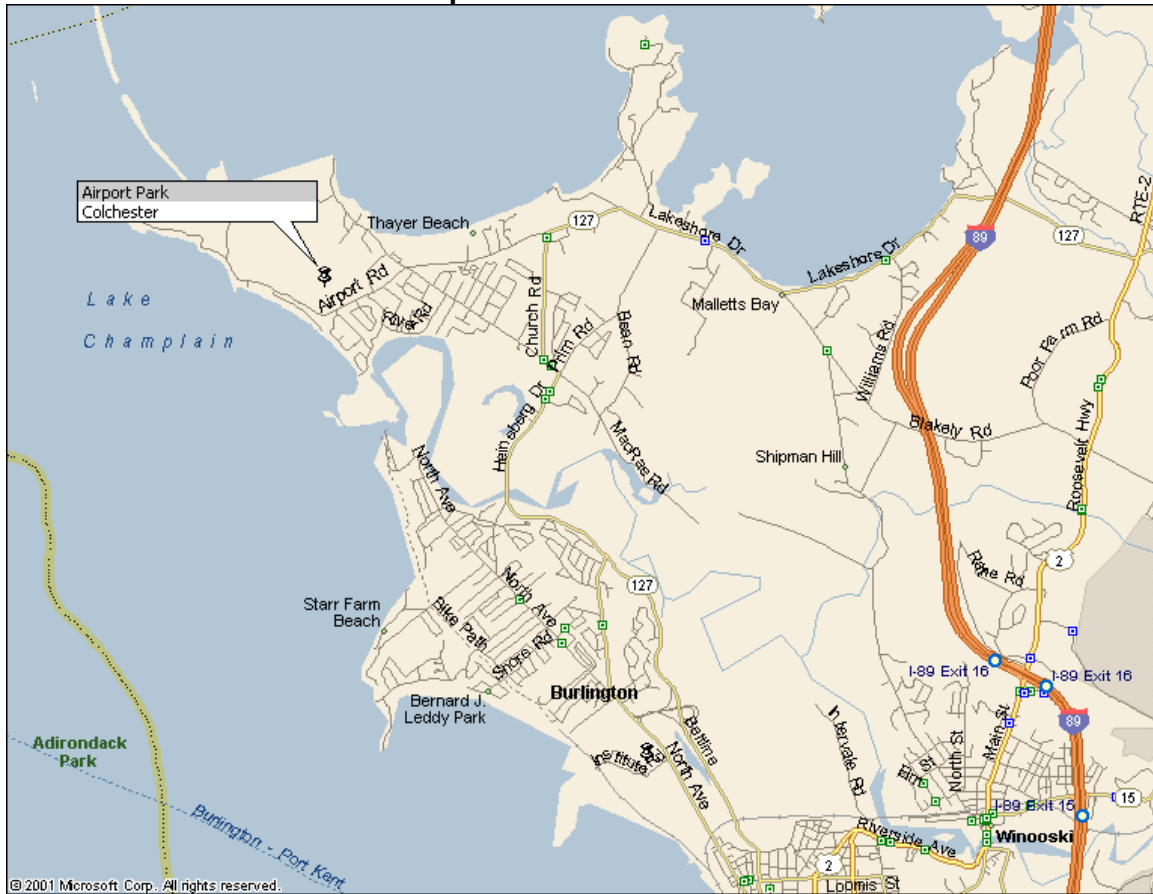 Airport Park
Colchester
Thayer Beach
127
Lakeshore Dr
Lakeshore Dr
89
127
RTE-2
Airport Rd
River Rd
Lake
Champlain
Church Rd
Prim Rd
Bean Rd
Malletts Bay
Williams Rd
Poor Farm Rd
Heinsberg Dr
MacRae Rd
Blakely Rd
Roosevelt Hwy
North Ave
Shipman Hill
2
Rae Rd
127
North Ave
Starr Farm
Beach
Bike Path
Shore Rd
I-89 Exit 16
I-89 Exit 16
Burlington
Bernard J.
Leddy Park
89
Adirondack
Park
Institute Rd
North Ave
Beltline
Intervale Rd
Elm St
North St
Main St
15
I-89 Exit 15
Burlington - Port Kent
Riverside Ave
Winooski
2
Loomis St
© 2001 Microsoft Corp. All rights reserved.